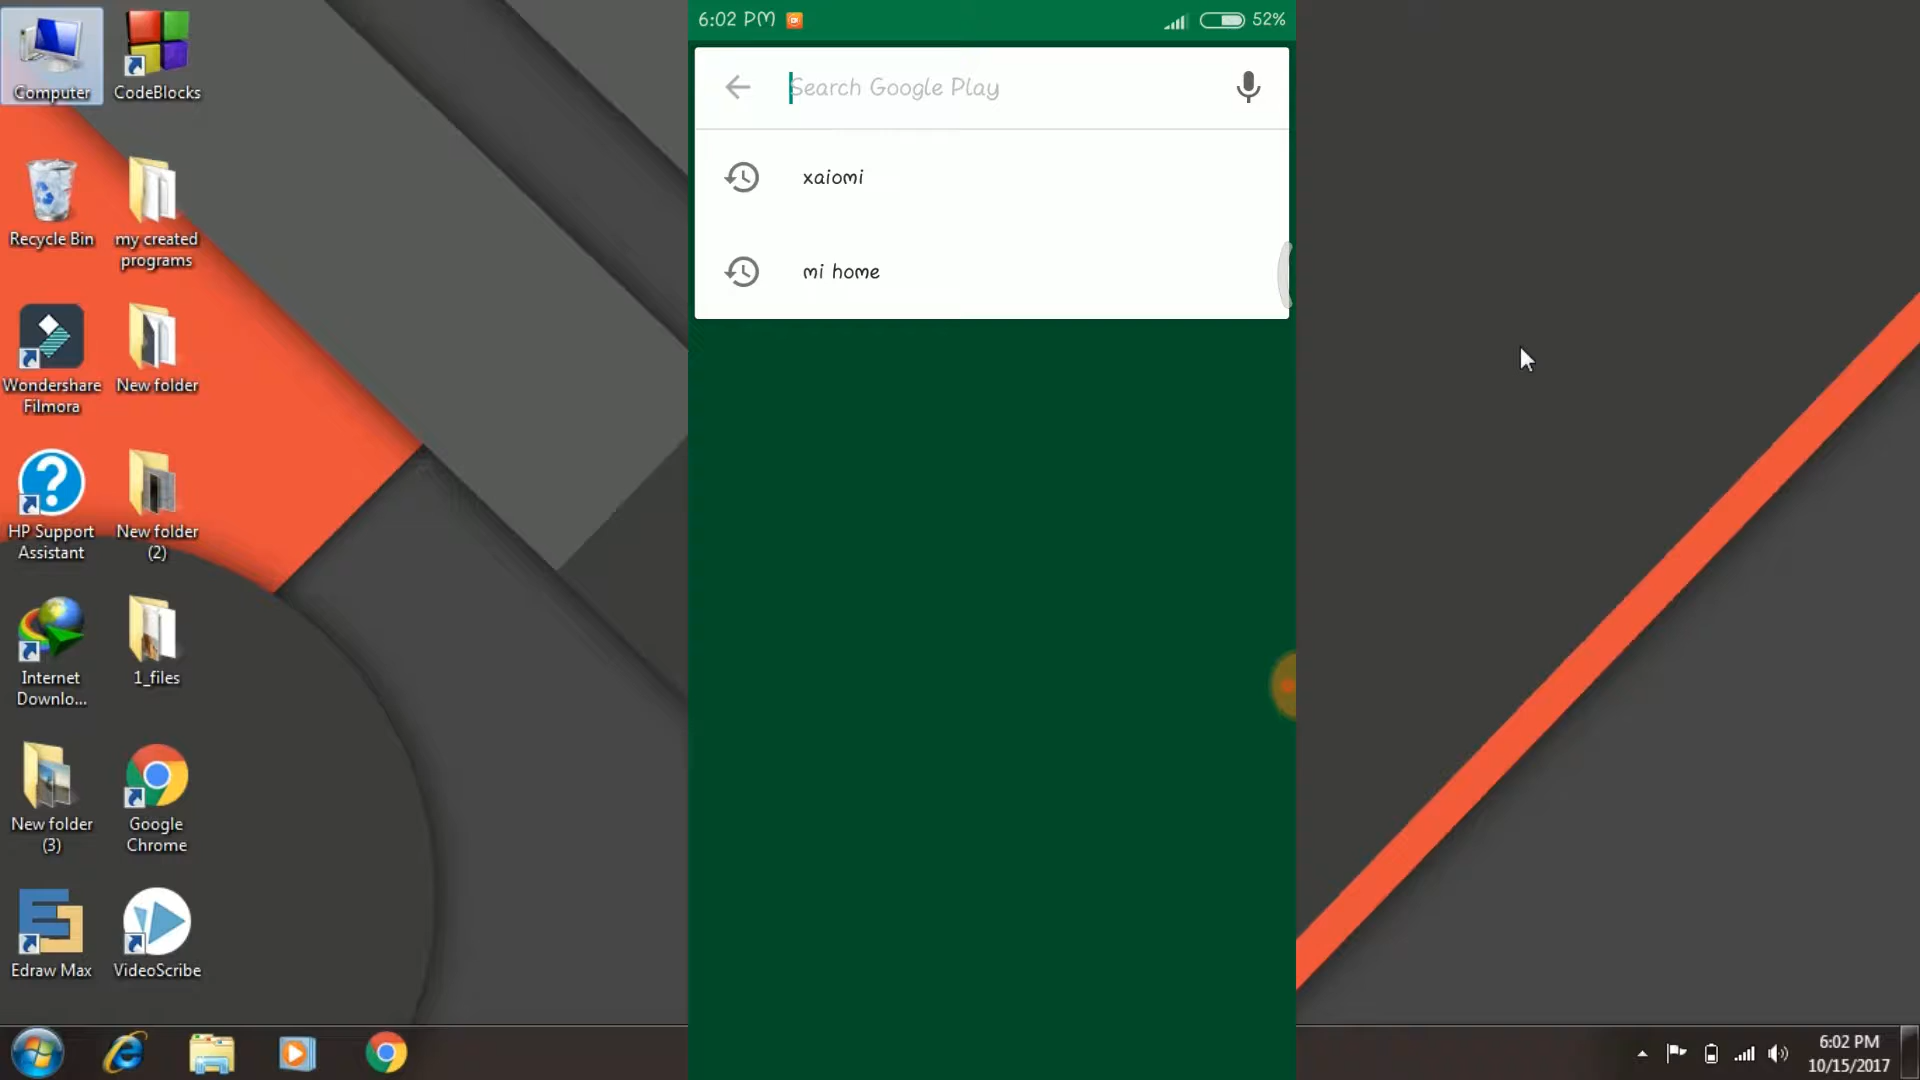 Computer
CodeBlocks
Recycle Bin
my created
programs
Wondershare
Filmora
New folder
HP Support
Assistant
New folder
(2)
Internet
Downlo...
1_files
New folder
(3)
Google
Chrome
Edraw Max
VideoScribe
6:02 PM
52%
Search Google Play
xaiomi
mi home
6:02 PM
10/15/2017